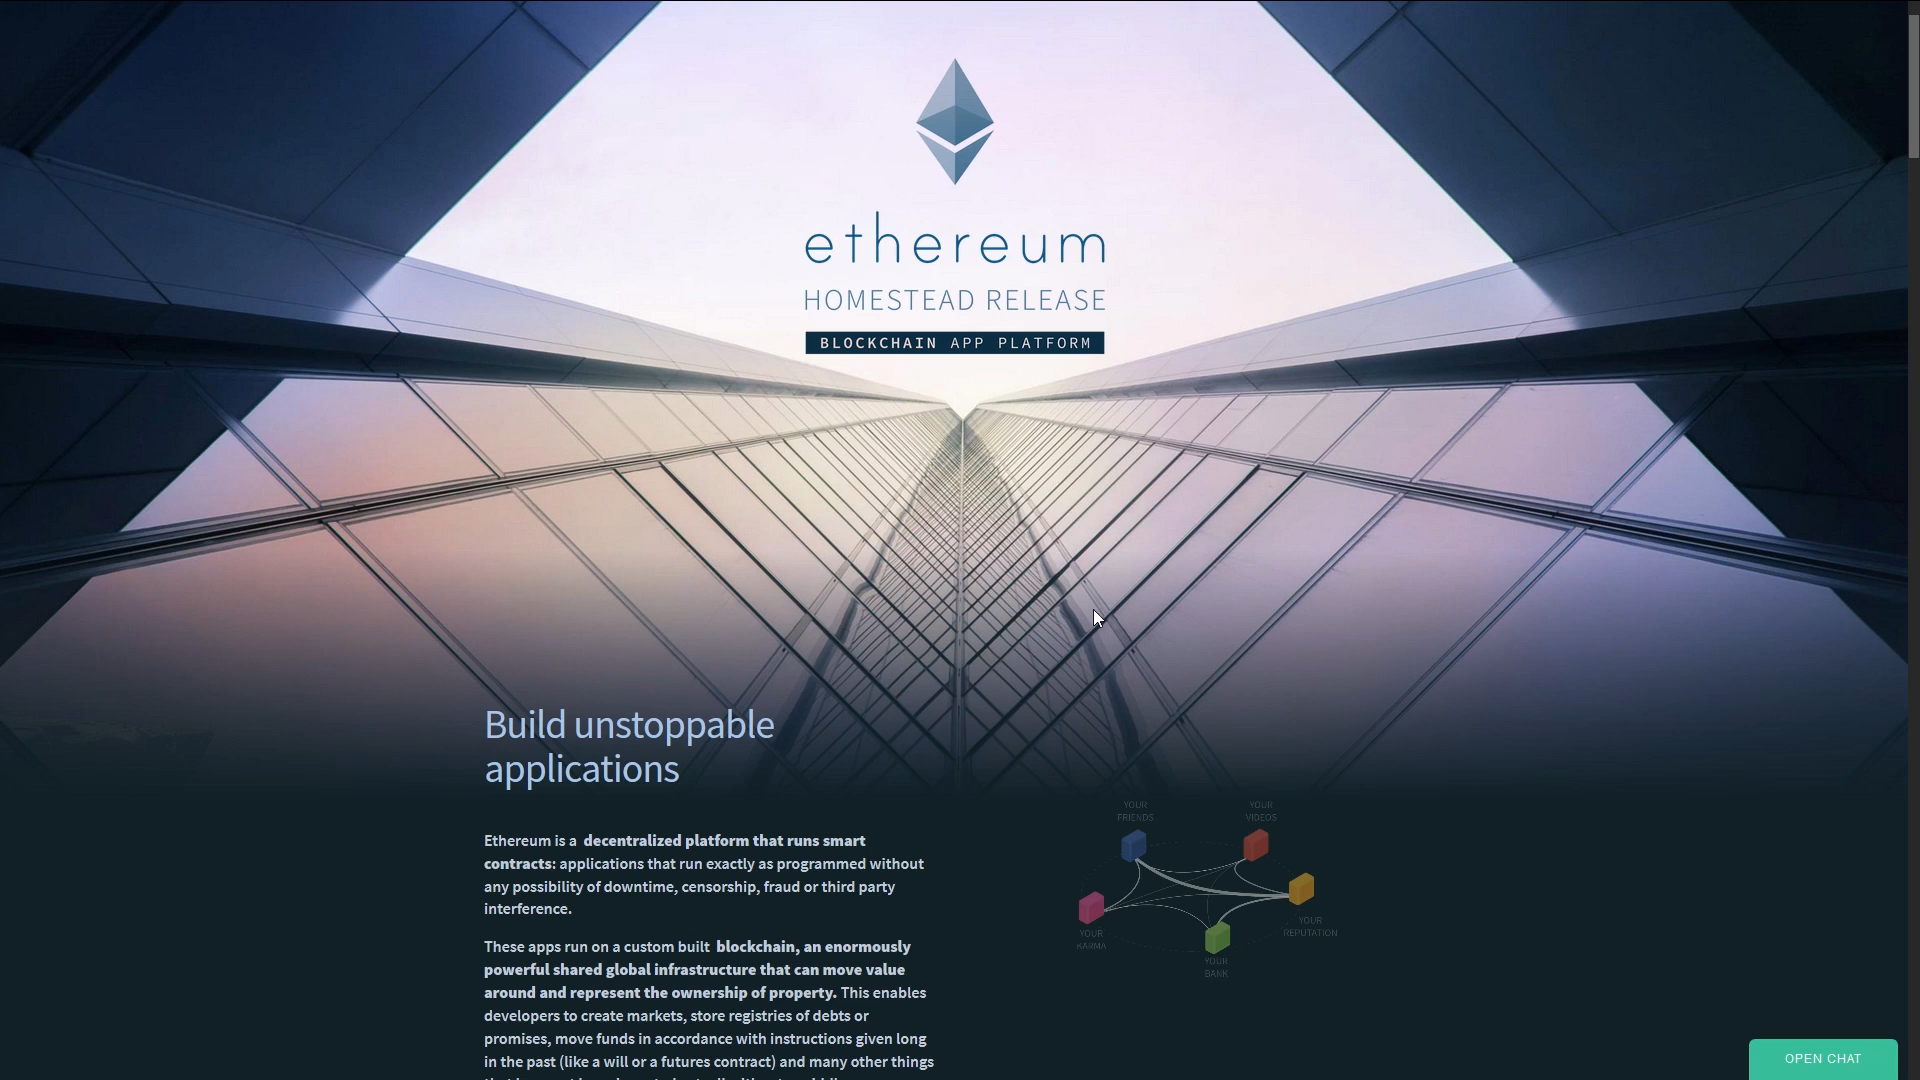 ethereum
HOMESTEAD RELEASE
BLOCKCHAIN APP PLATFORM
Build unstoppable
applications
Ethereum is a decentralized platform that runs smart
contracts: applications that run exactly as programmed without
any possibility of downtime, censorship, fraud or third party
interference.
These apps run on a custom built blockchain, an enormously
powerful shared global infrastructure that can move value
around and represent the ownership of property. This enables
developers to create markets, store registries of debts or
promises, move funds in accordance with instructions given long
in the past (like a will or a futures contract) and many other things
YOUR
FRIENDS
YOUR
VIDEOS
YOUR
KARMA
YOUR
REPUTATION
YOUR
BANK
OPEN CHAT